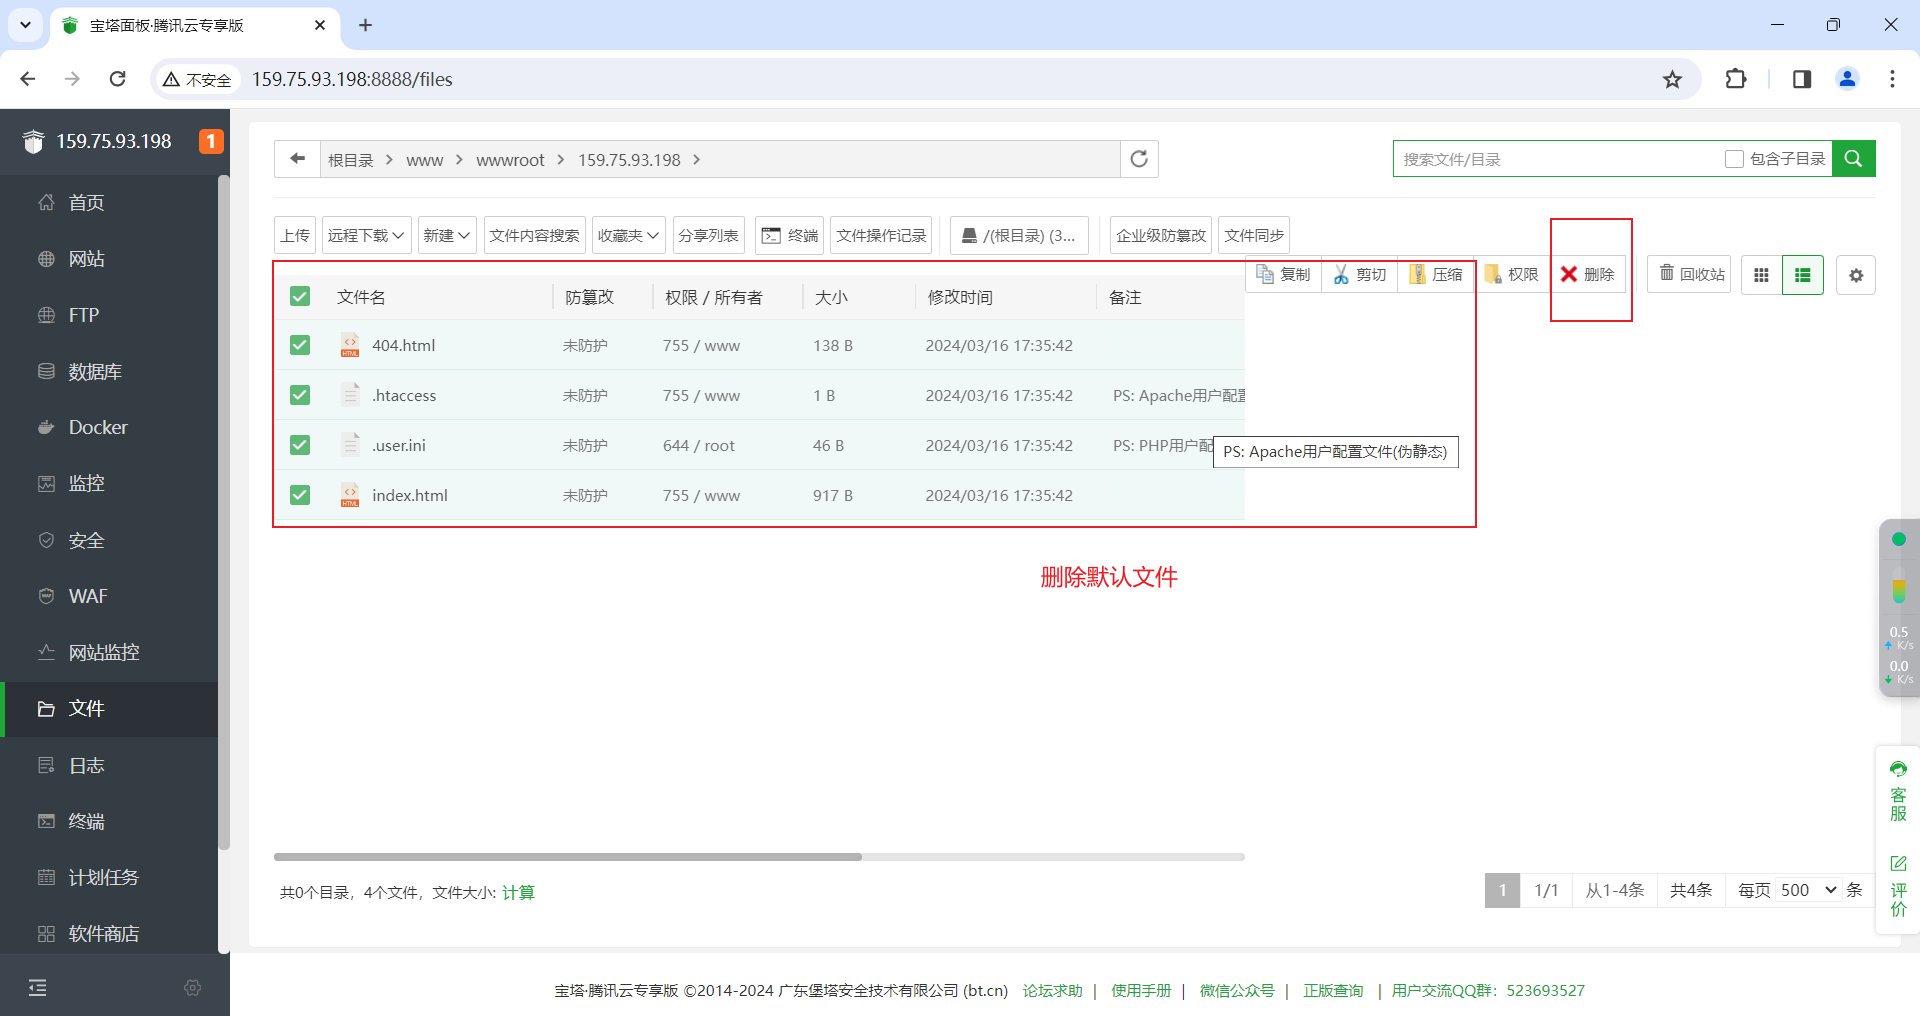 宝塔面板·腾讯云专享版
不安全 159.75.93.198:8888/files
159.75.93.198 1
首页
网站
FTP
数据库
Docker
监控
安全
WAF
网站监控
文件
日志
终端
计划任务
软件商店
根目录 > www > wwwroot > 159.75.93.198 >
搜索文件/目录 包含子目录
上传 远程下载 新建 文件内容搜索 收藏夹 分享列表 终端 文件操作记录 /(根目录) (3... 企业级防篡改 文件同步
复制 剪切 压缩 权限 删除 回收站
文件名 防篡改 权限 / 所有者 大小 修改时间 备注
404.html 未防护 755 / www 138 B 2024/03/16 17:35:42
.htaccess 未防护 755 / www 1 B 2024/03/16 17:35:42 PS: Apache用户配置
.user.ini 未防护 644 / root 46 B 2024/03/16 17:35:42 PS: PHP用户配
PS: Apache用户配置文件(伪静态)
index.html 未防护 755 / www 917 B 2024/03/16 17:35:42
删除默认文件
0.5
K/s
0.0
K/s
客服
评价
共0个目录，4个文件，文件大小: 计算
1 1/1 从1-4条 共4条 每页 500 条
宝塔·腾讯云专享版 ©2014-2024 广东堡塔安全技术有限公司 (bt.cn) 论坛求助 | 使用手册 | 微信公众号 | 正版查询 | 用户交流QQ群：523693527